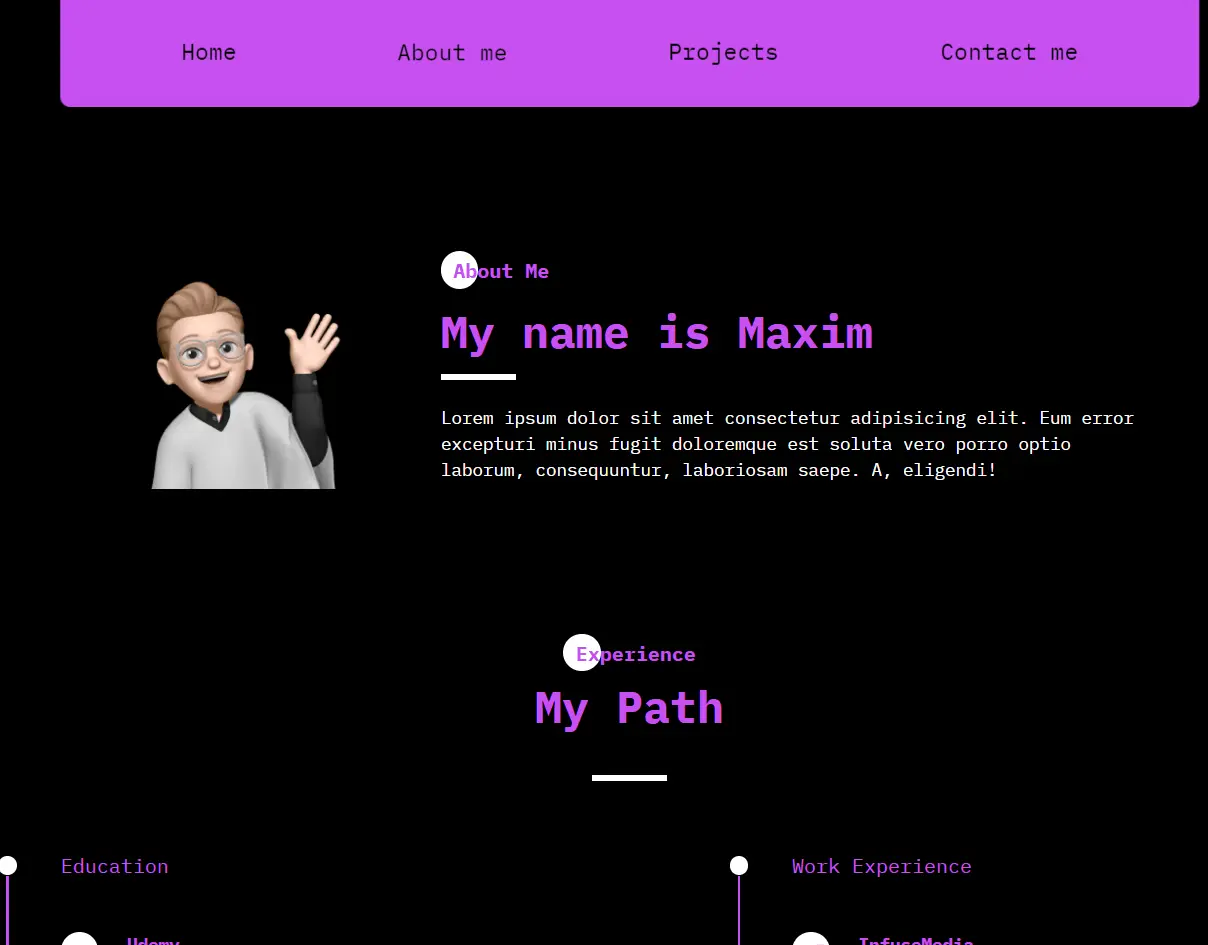 Home About me Projects Contact me
About Me
My name is Maxim
Lorem ipsum dolor sit amet consectetur adipisicing elit. Eum error
excepturi minus fugit doloremque est soluta vero porro optio
laborum, consequuntur, laboriosam saepe. A, eligendi!
Experience
My Path
Education
Work Experience
Udemy
InfuseMedia